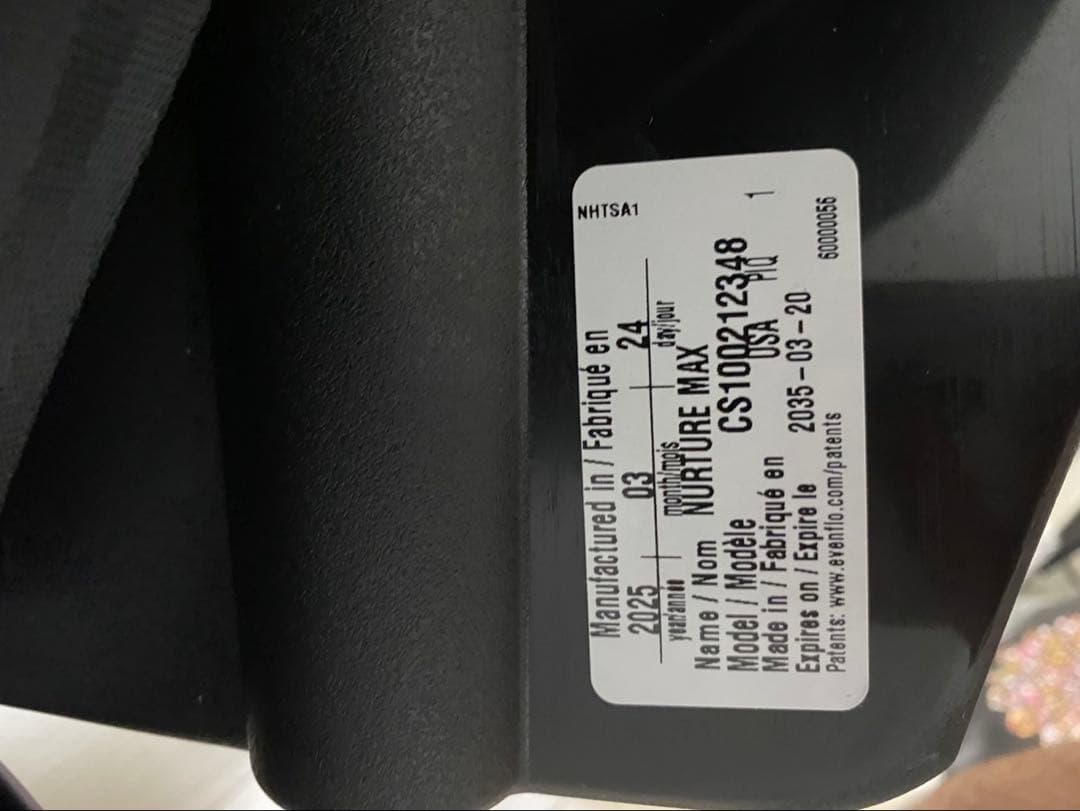 NHTSA1
Manufactured in / Fabriqué en
2025 03 24
year/année month/mois day/jour
Name / Nom NURTURE MAX
Model / Modèle CS100212348
Made in / Fabriqué en USA PIQ 1
Expires on / Expire le 2035-03-20
Patents: www.evenflo.com/patents 60000056